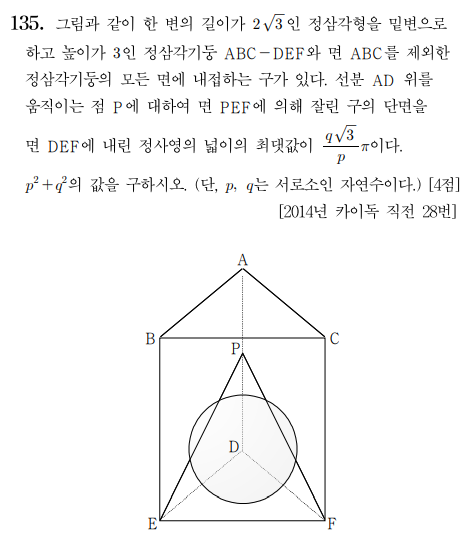 135. 그림과 같이 한 변의 길이가 2√3인 정삼각형을 밑변으로
하고 높이가 3인 정삼각기둥 ABC-DEF와 면 ABC를 제외한
정삼각기둥의 모든 면에 내접하는 구가 있다. 선분 AD 위를
움직이는 점 P에 대하여 면 PEF에 의해 잘린 구의 단면을
면 DEF에 내린 정사영의 넓이의 최댓값이 q√3/p π이다.
p²+q²의 값을 구하시오. (단, p, q는 서로소인 자연수이다.) [4점]
[2014년 카이독 직전 28번]
A
B
C
P
D
E
F